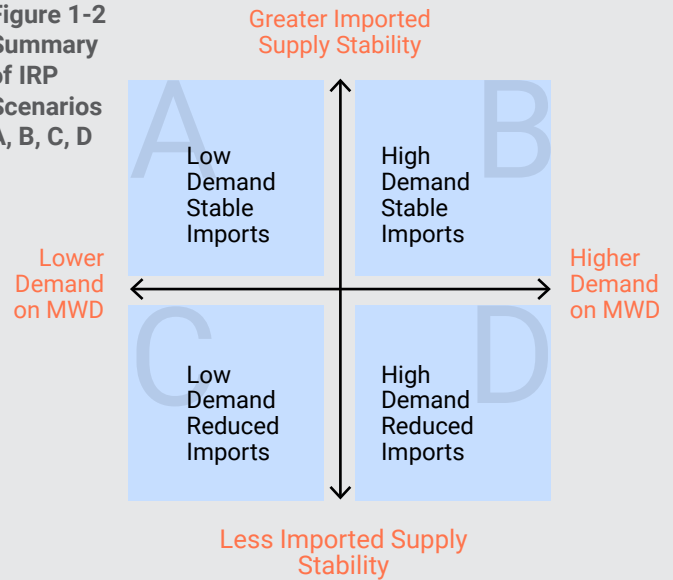 Figure 1-2
Summary
of IRP
Scenarios
A, B, C, D
Greater Imported
Supply Stability
A
Low
Demand
Stable
Imports
B
High
Demand
Stable
Imports
Lower
Demand
on MWD
Higher
Demand
on MWD
C
Low
Demand
Reduced
Imports
D
High
Demand
Reduced
Imports
Less Imported Supply
Stability